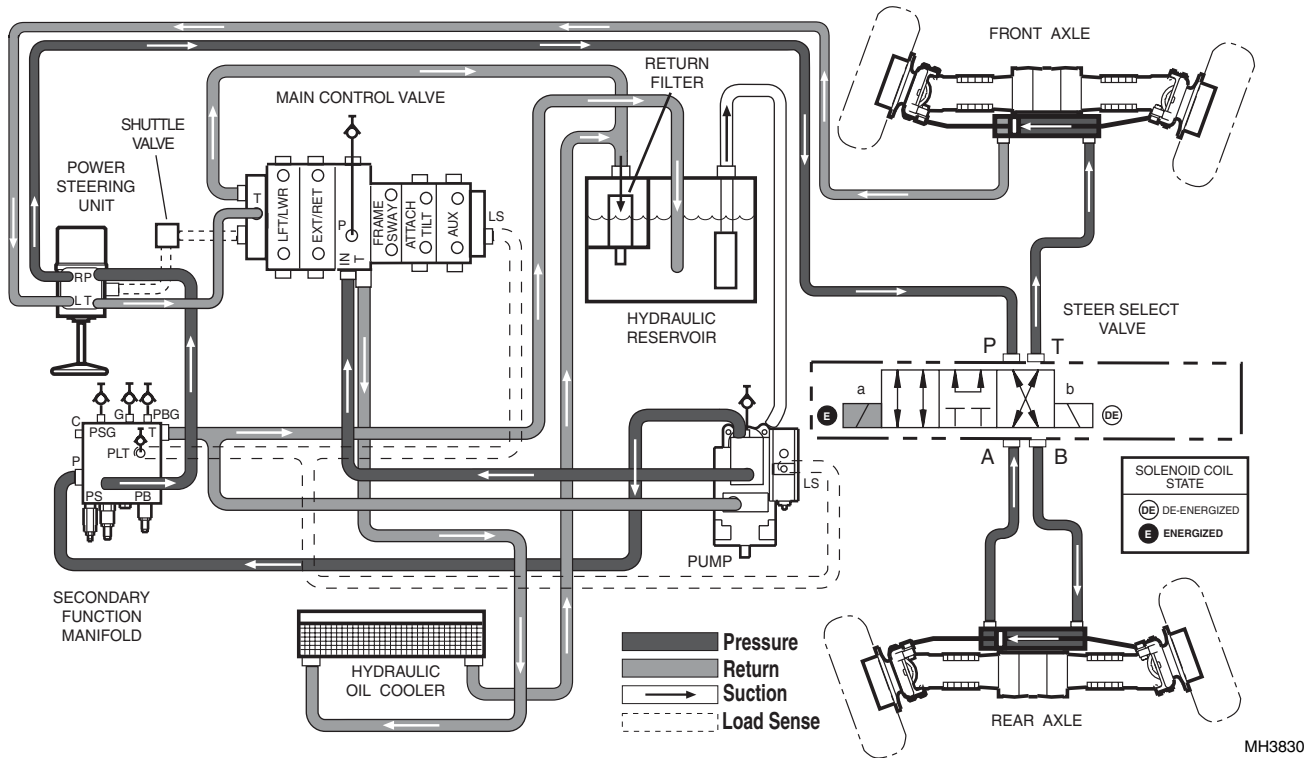 FRONT AXLE
RETURN
FILTER
MAIN CONTROL VALVE
SHUTTLE
VALVE
POWER
STEERING
UNIT
T
LFT/LWR
EXT/RET
P
IN
T
FRAME
SWAY
ATTACH
TILT
AUX
LS
R P
L T
HYDRAULIC
RESERVOIR
STEER SELECT
VALVE
P T
a
b
E
DE
A B
C
G
PBG
PSG
T
PLT
P
PS
PB
LS
PUMP
SOLENOID COIL
STATE
DE DE-ENERGIZED
E ENERGIZED
SECONDARY
FUNCTION
MANIFOLD
HYDRAULIC
OIL COOLER
Pressure
Return
Suction
Load Sense
REAR AXLE
MH3830